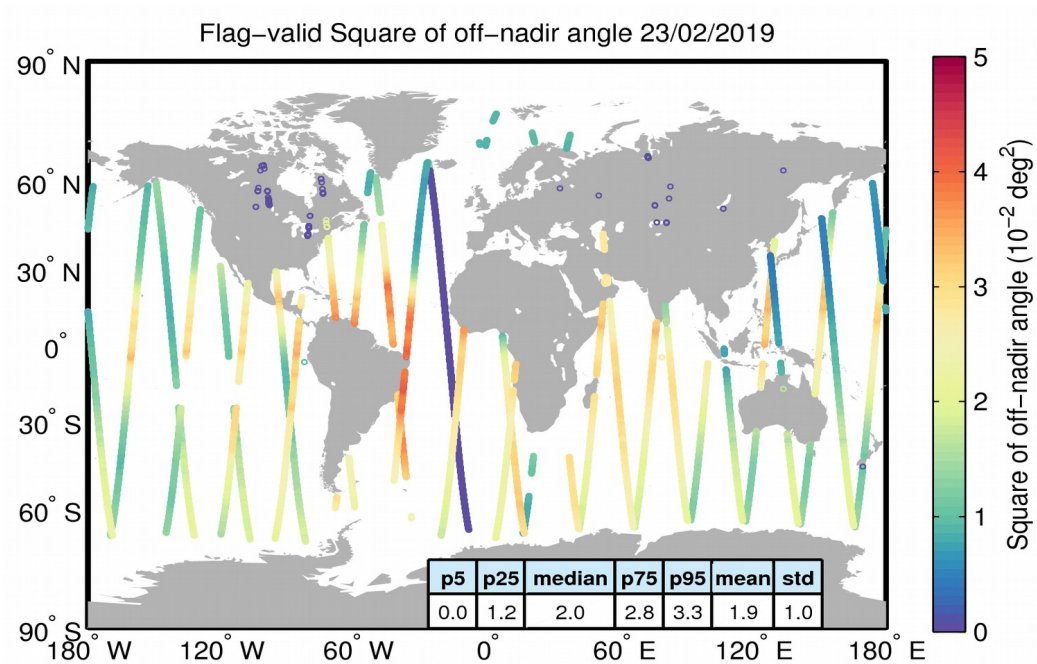 Flag−valid Square of off−nadir angle 23/02/2019
90° N
60° N
30° N
0°
30° S
60° S
90° S
180° W
120° W
60° W
0°
60° E
120° E
180° E
p5 p25 median p75 p95 mean std
0.0 1.2 2.0 2.8 3.3 1.9 1.0
5
4
3
2
1
0
Square of off−nadir angle (10⁻² deg²)